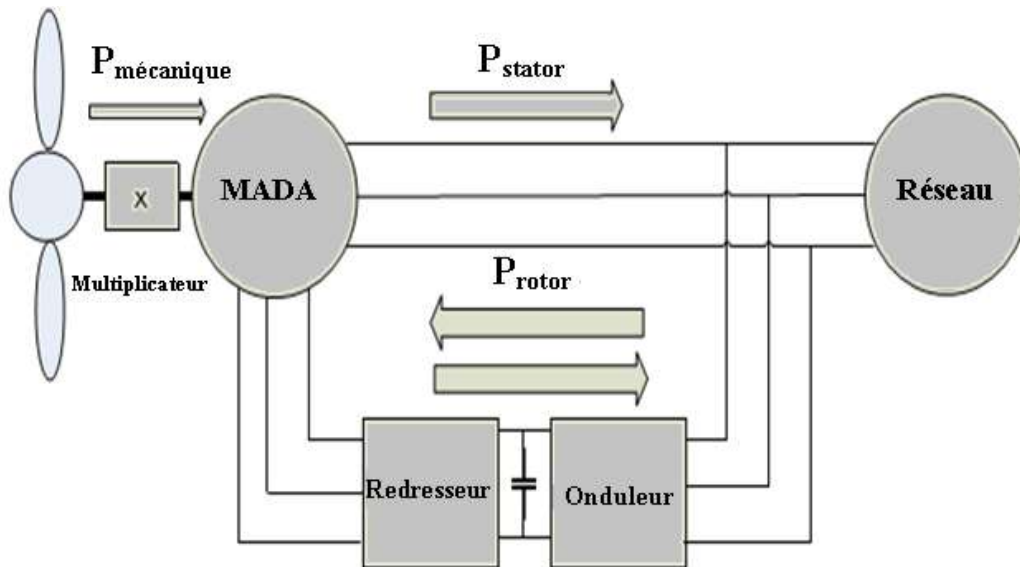 Pmécanique
Pstator
MADA
Réseau
X
Multiplicateur
Protor
Redresseur
Onduleur